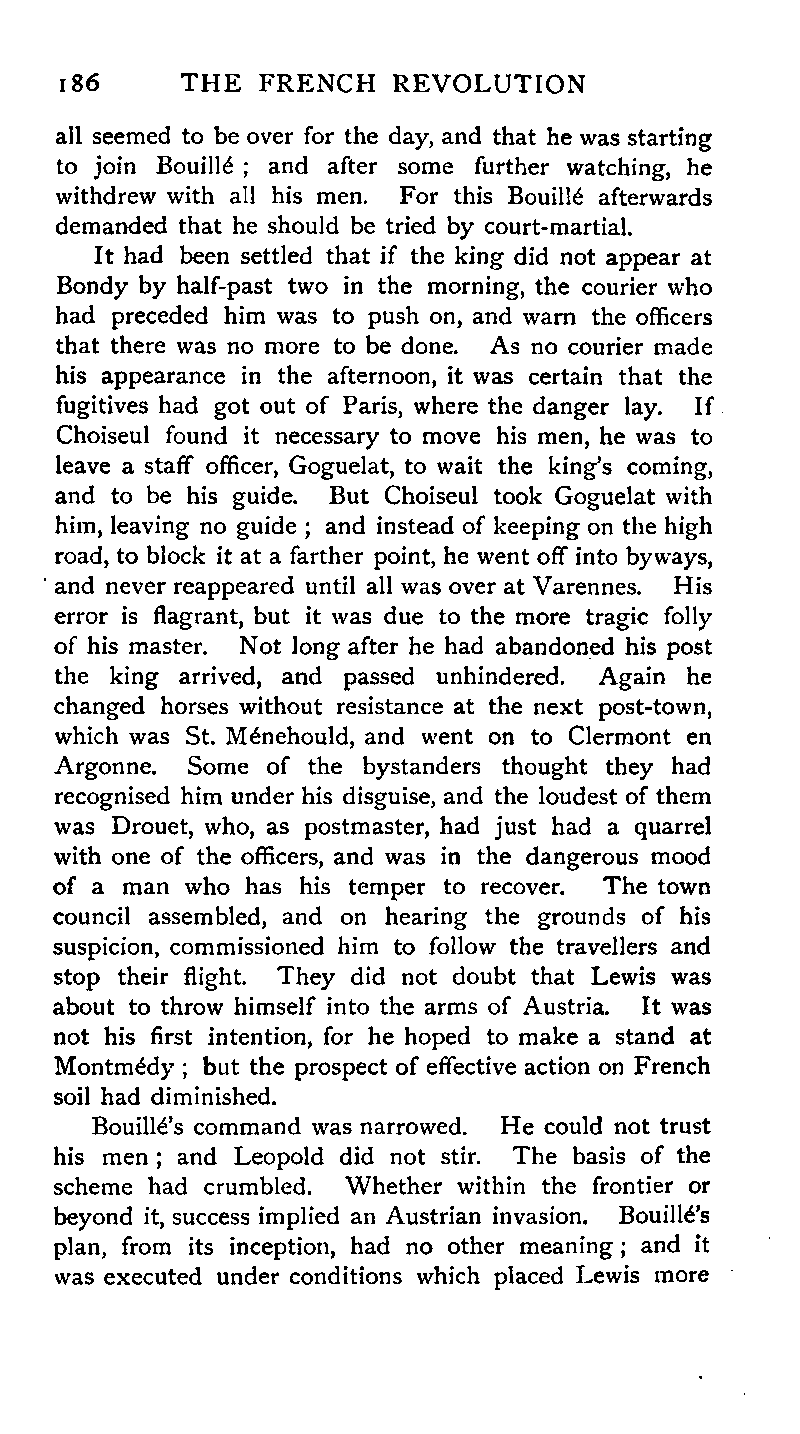 186 THE FRENCH REVOLUTION
all seemed to be over for the day, and that he was starting
to join Bouillé ; and after some further watching, he
withdrew with all his men. For this Bouillé afterwards
demanded that he should be tried by court-martial.
It had been settled that if the king did not appear at
Bondy by half-past two in the morning, the courier who
had preceded him was to push on, and warn the officers
that there was no more to be done. As no courier made
his appearance in the afternoon, it was certain that the
fugitives had got out of Paris, where the danger lay. If
Choiseul found it necessary to move his men, he was to
leave a staff officer, Goguelat, to wait the king's coming,
and to be his guide. But Choiseul took Goguelat with
him, leaving no guide ; and instead of keeping on the high
road, to block it at a farther point, he went off into byways,
and never reappeared until all was over at Varennes. His
error is flagrant, but it was due to the more tragic folly
of his master. Not long after he had abandoned his post
the king arrived, and passed unhindered. Again he
changed horses without resistance at the next post-town,
which was St. Ménehould, and went on to Clermont en
Argonne. Some of the bystanders thought they had
recognised him under his disguise, and the loudest of them
was Drouet, who, as postmaster, had just had a quarrel
with one of the officers, and was in the dangerous mood
of a man who has his temper to recover. The town
council assembled, and on hearing the grounds of his
suspicion, commissioned him to follow the travellers and
stop their flight. They did not doubt that Lewis was
about to throw himself into the arms of Austria. It was
not his first intention, for he hoped to make a stand at
Montmédy ; but the prospect of effective action on French
soil had diminished.
Bouillé's command was narrowed. He could not trust
his men ; and Leopold did not stir. The basis of the
scheme had crumbled. Whether within the frontier or
beyond it, success implied an Austrian invasion. Bouillé's
plan, from its inception, had no other meaning ; and it
was executed under conditions which placed Lewis more